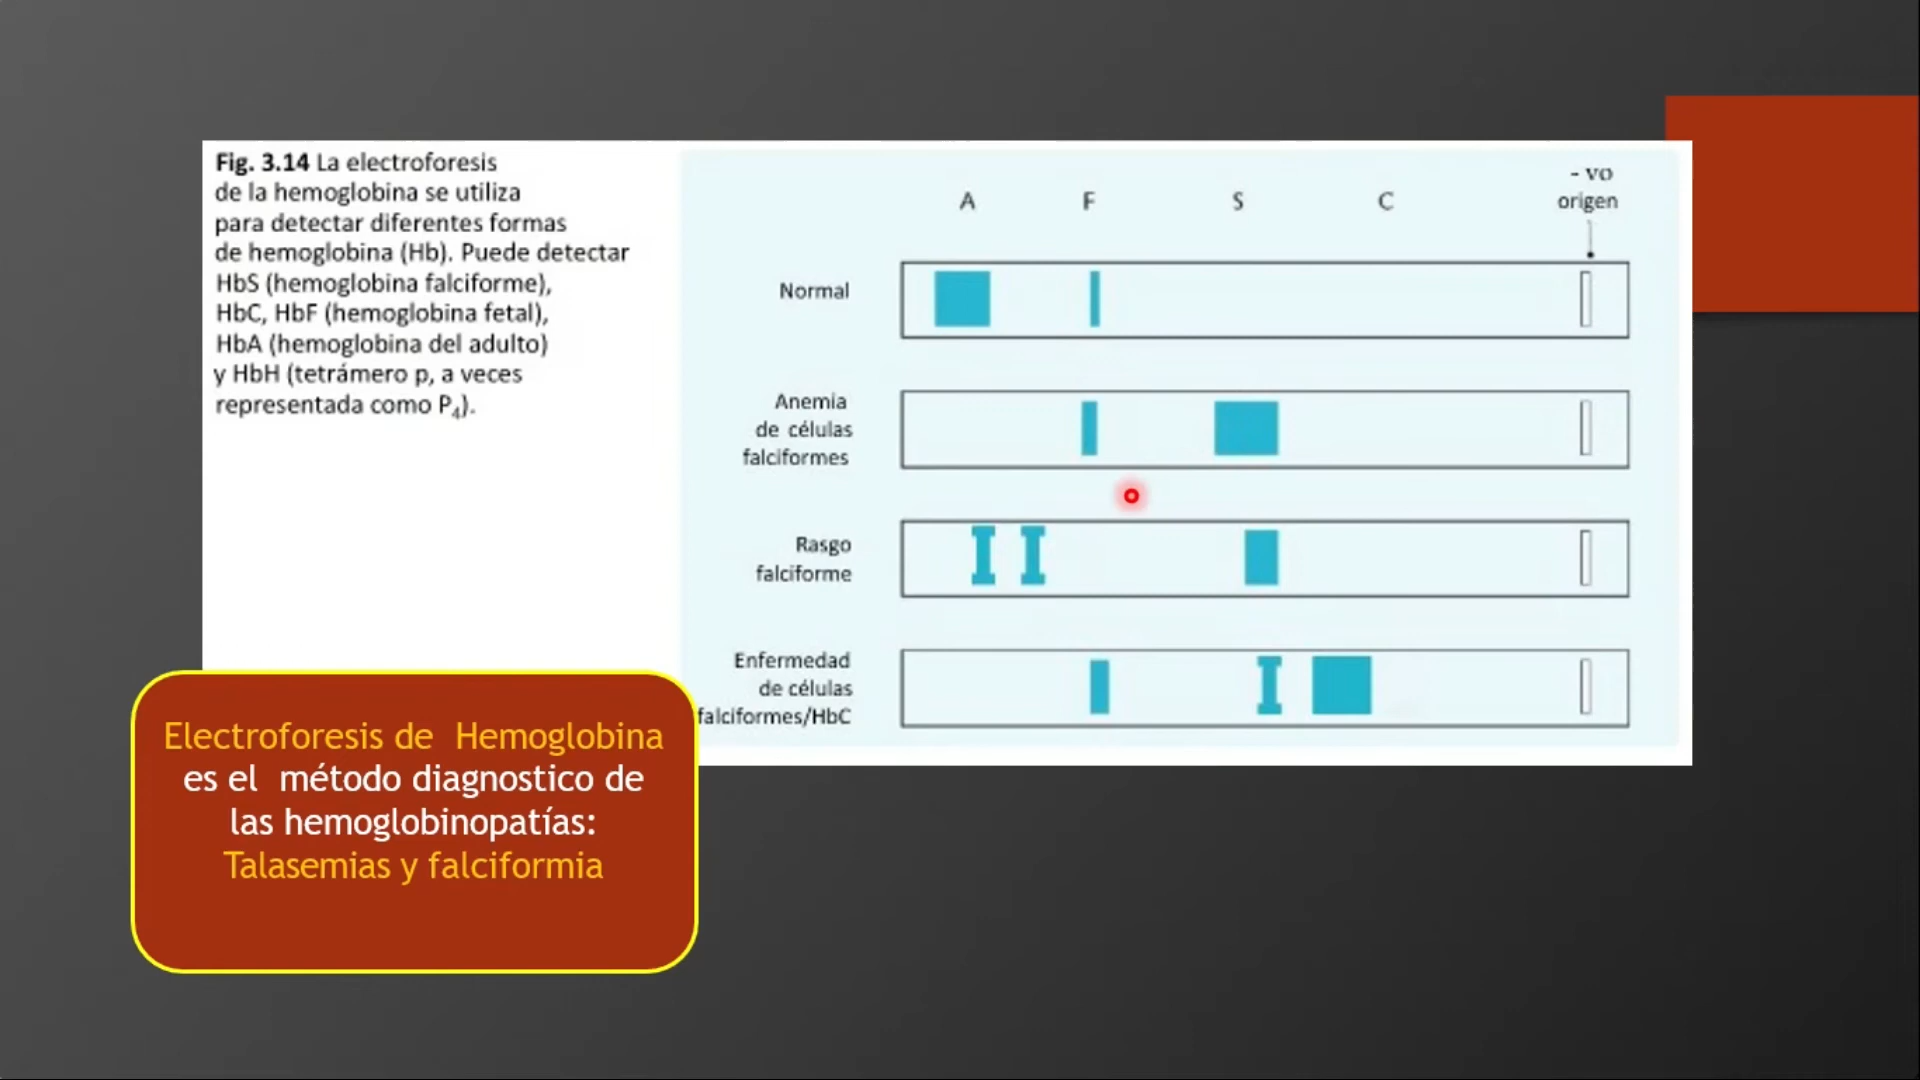 Fig. 3.14 La electroforesis
de la hemoglobina se utiliza
para detectar diferentes formas
de hemoglobina (Hb). Puede detectar
HbS (hemoglobina falciforme),
HbC, HbF (hemoglobina fetal),
HbA (hemoglobina del adulto)
y HbH (tetrámero p, a veces
representada como P₄).
A F S C
- vo
origen
Normal
Anemia
de células
falciformes
Rasgo
falciforme
Enfermedad
de células
falciformes/HbC
Electroforesis de Hemoglobina
es el método diagnostico de
las hemoglobinopatías:
Talasemias y falciformia